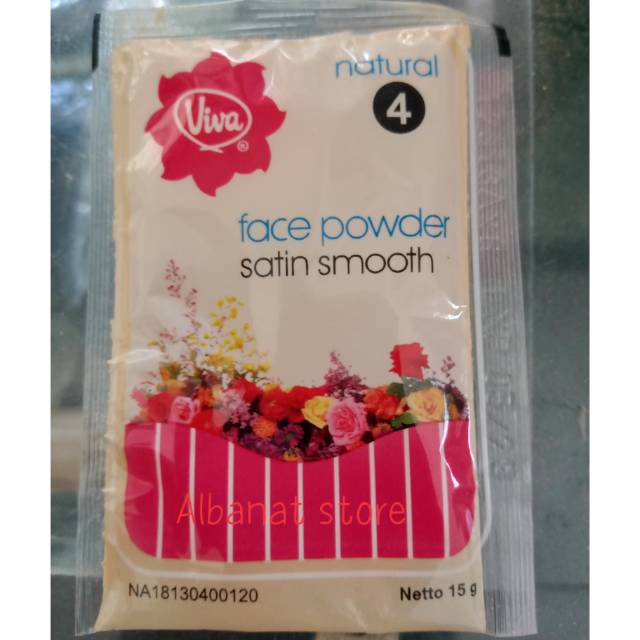 natural
4
Viva
®
face powder
satin smooth
Albanat store
NA18130400120
Netto 15 g